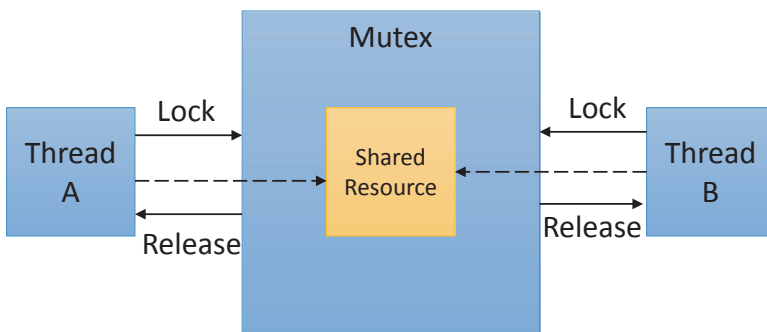 Mutex
Lock
Thread
A
Release
Shared
Resource
Lock
Thread
B
Release